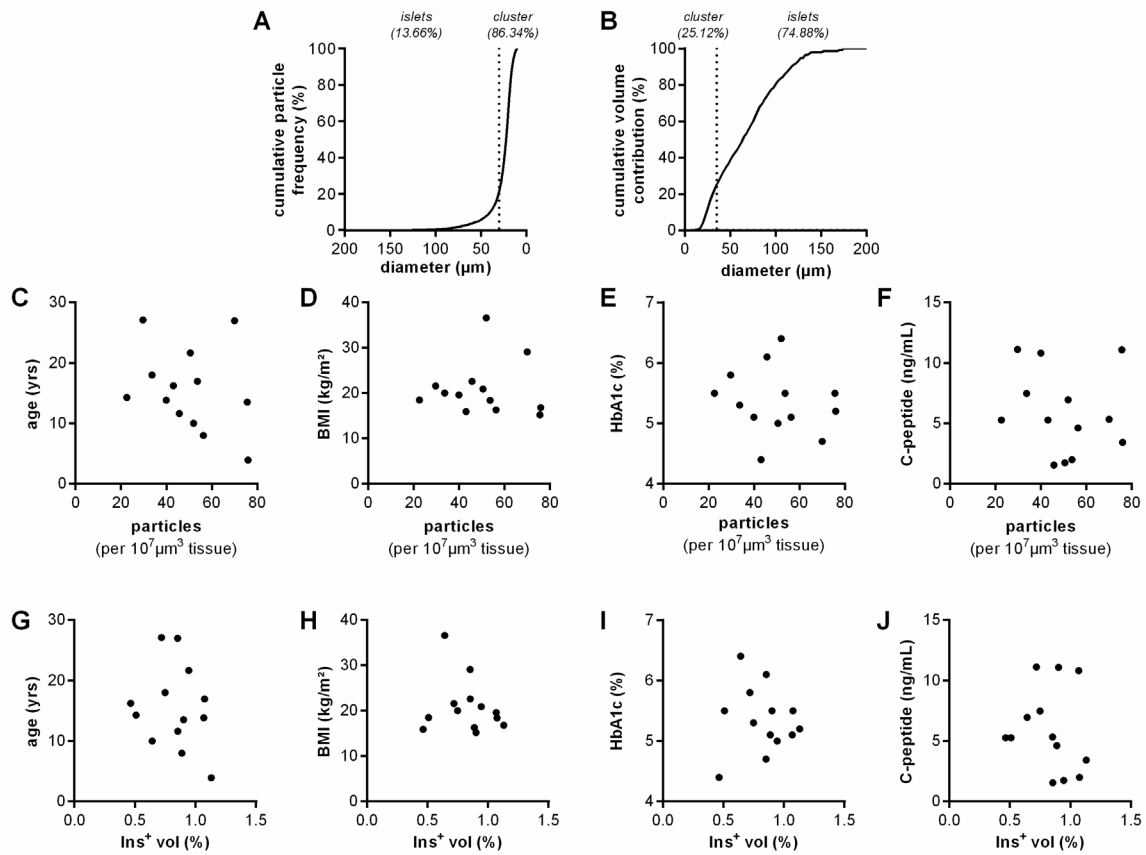 A
islets
(13.66%)
cluster
(86.34%)
cumulative particle
frequency (%)
100
80
60
40
20
0
200
150
100
50
0
diameter (µm)
B
cluster
(25.12%)
islets
(74.88%)
cumulative volume
contribution (%)
100
80
60
40
20
0
0
50
100
150
200
diameter (µm)
C
age (yrs)
30
20
10
0
0
20
40
60
80
particles
(per 10⁷µm³ tissue)
D
BMI (kg/m²)
40
30
20
10
0
0
20
40
60
80
particles
(per 10⁷µm³ tissue)
E
HbA1c (%)
7
6
5
4
0
20
40
60
80
particles
(per 10⁷µm³ tissue)
F
C-peptide (ng/mL)
15
10
5
0
0
20
40
60
80
particles
(per 10⁷µm³ tissue)
G
age (yrs)
30
20
10
0
0.0
0.5
1.0
1.5
Ins⁺ vol (%)
H
BMI (kg/m²)
40
30
20
10
0
0.0
0.5
1.0
1.5
Ins⁺ vol (%)
I
HbA1c (%)
7
6
5
4
0.0
0.5
1.0
1.5
Ins⁺ vol (%)
J
C-peptide (ng/mL)
15
10
5
0
0.0
0.5
1.0
1.5
Ins⁺ vol (%)